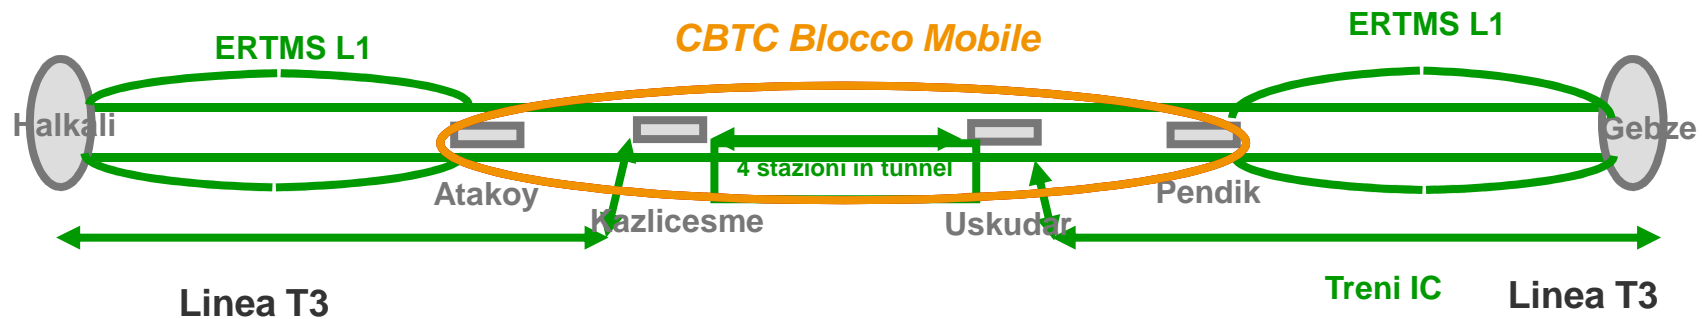 ERTMS L1
CBTC Blocco Mobile
ERTMS L1
Halkali
Gebze
4 stazioni in tunnel
Atakoy
Kazlicesme
Uskudar
Pendik
Linea T3
Treni IC
Linea T3